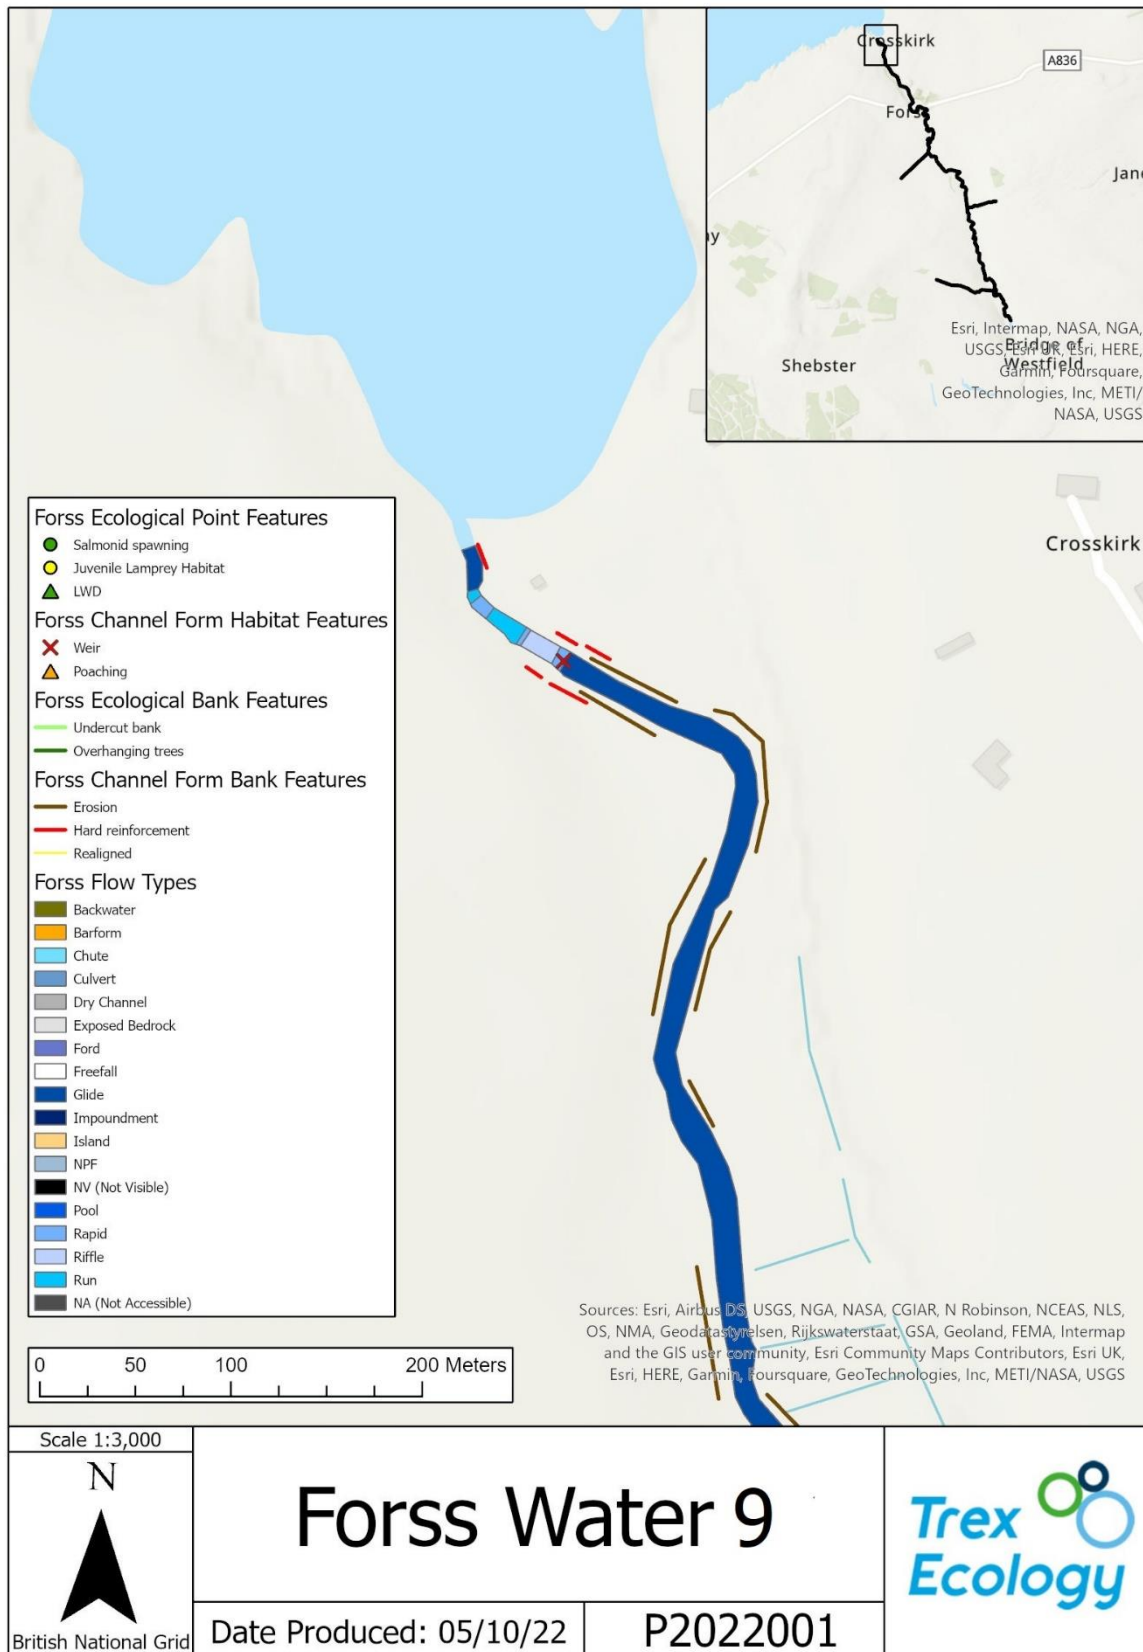 Crosskirk
A836
Forss
Jane
ay
Shebster
Bridge of
Westfield
Esri, Intermap, NASA, NGA,
USGS, Esri UK, Esri, HERE,
Garmin, Foursquare,
GeoTechnologies, Inc, METI/
NASA, USGS
Crosskirk
Forss Ecological Point Features
Salmonid spawning
Juvenile Lamprey Habitat
LWD
Forss Channel Form Habitat Features
Weir
Poaching
Forss Ecological Bank Features
Undercut bank
Overhanging trees
Forss Channel Form Bank Features
Erosion
Hard reinforcement
Realigned
Forss Flow Types
Backwater
Barform
Chute
Culvert
Dry Channel
Exposed Bedrock
Ford
Freefall
Glide
Impoundment
Island
NPF
NV (Not Visible)
Pool
Rapid
Riffle
Run
NA (Not Accessible)
Sources: Esri, Airbus DS, USGS, NGA, NASA, CGIAR, N Robinson, NCEAS, NLS,
OS, NMA, Geodatastyrelsen, Rijkswaterstaat, GSA, Geoland, FEMA, Intermap
and the GIS user community, Esri Community Maps Contributors, Esri UK,
Esri, HERE, Garmin, Foursquare, GeoTechnologies, Inc, METI/NASA, USGS
0 50 100 200 Meters
Scale 1:3,000
N
British National Grid
Forss Water 9
Date Produced: 05/10/22
P2022001
Trex
Ecology